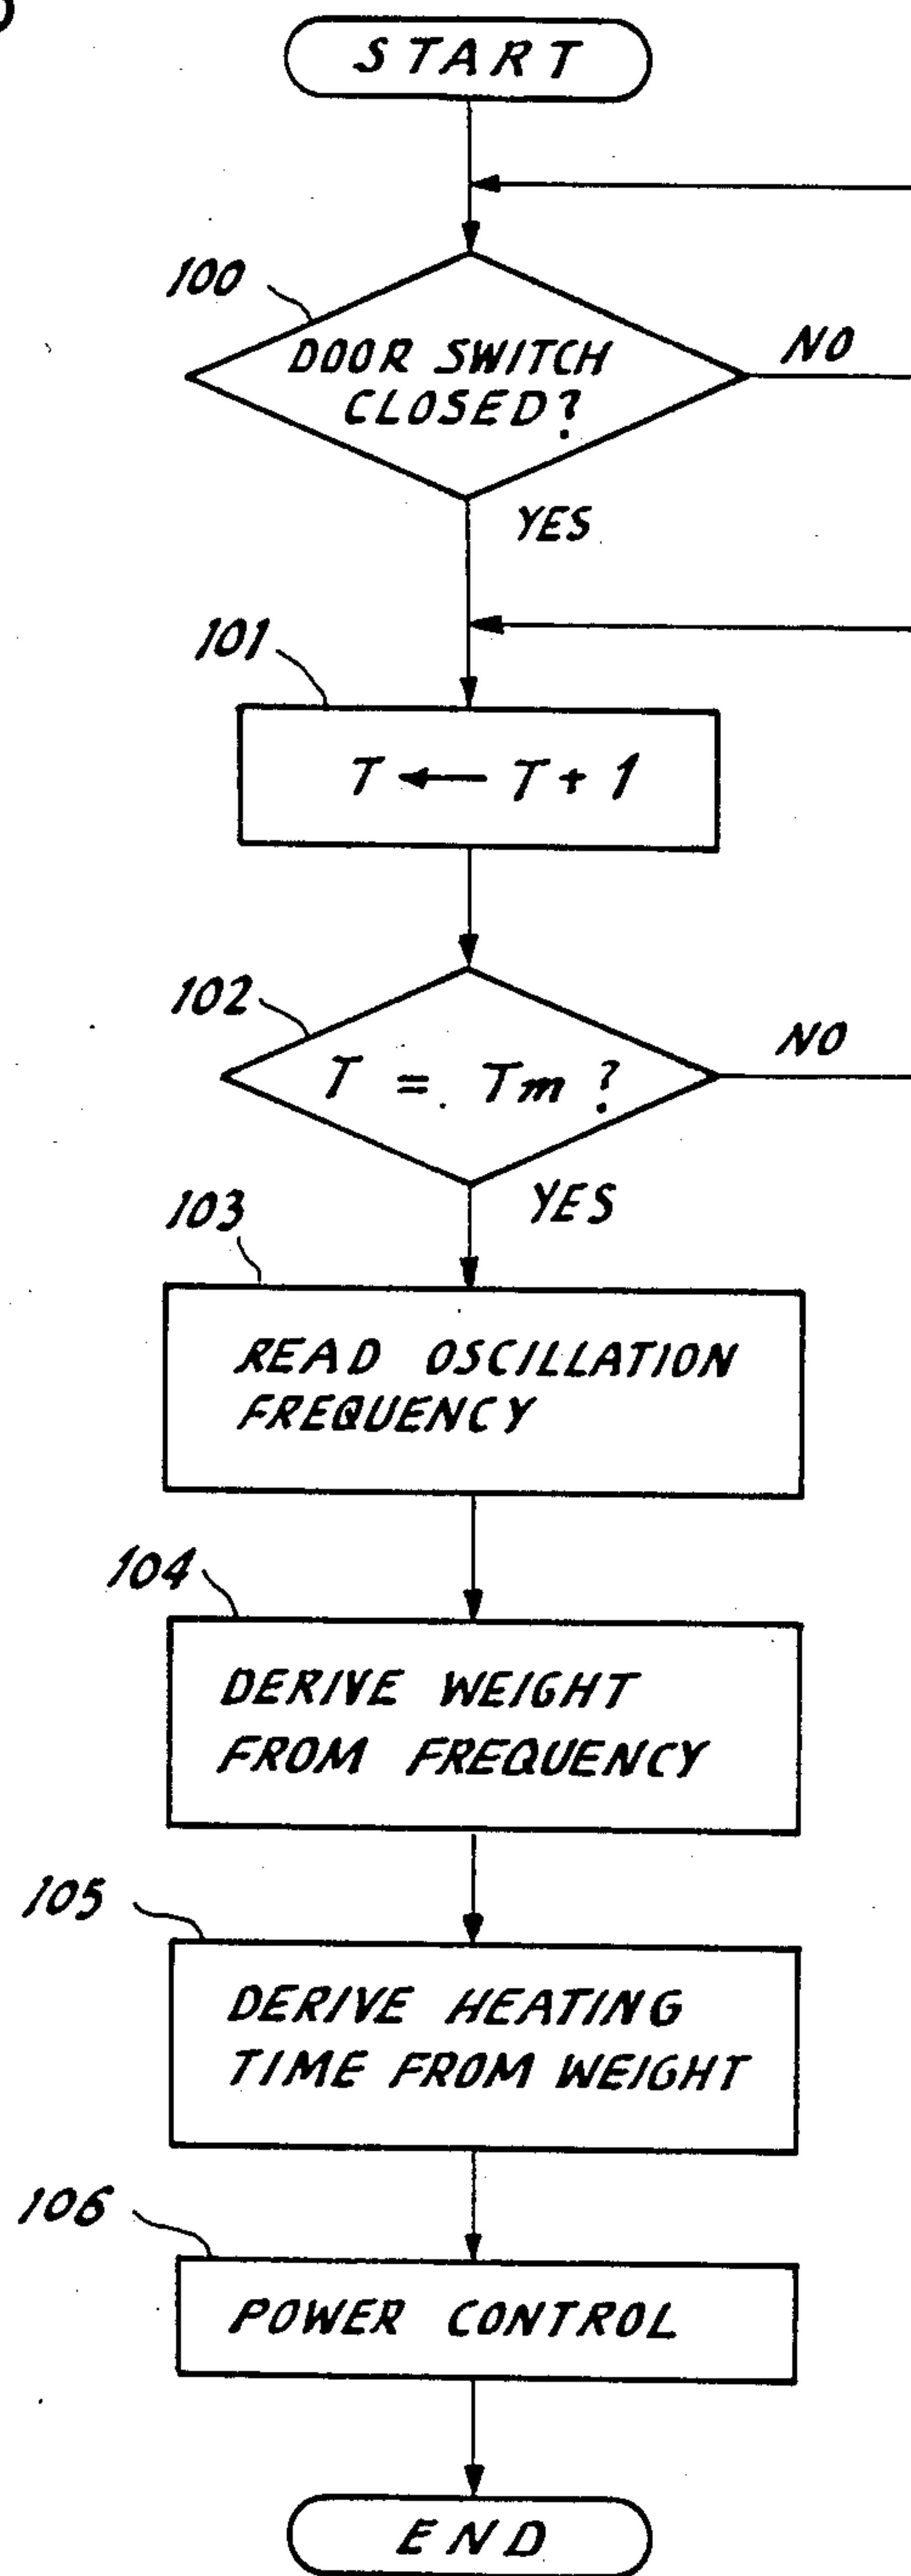 START
100
DOOR SWITCH
CLOSED?
NO
YES
101
T ← T + 1
102
T = Tm ?
NO
YES
103
READ OSCILLATION
FREQUENCY
104
DERIVE WEIGHT
FROM FREQUENCY
105
DERIVE HEATING
TIME FROM WEIGHT
106
POWER CONTROL
END